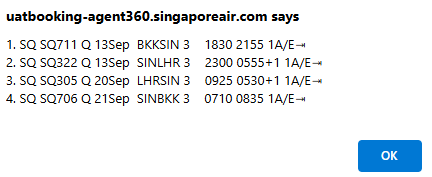 uatbooking-agent360.singaporeair.com says
1. SQ SQ711 Q 13Sep BKKSIN 3 1830 2155 1A/E⇥
2. SQ SQ322 Q 13Sep SINLHR 3 2300 0555+1 1A/E⇥
3. SQ SQ305 Q 20Sep LHRSIN 3 0925 0530+1 1A/E⇥
4. SQ SQ706 Q 21Sep SINBKK 3 0710 0835 1A/E⇥
OK